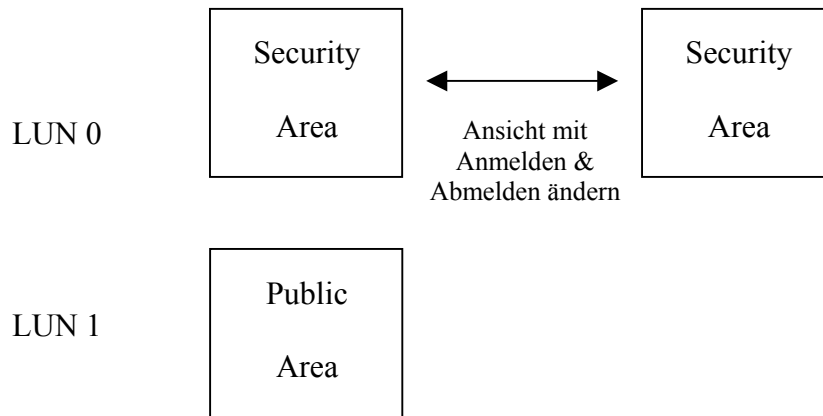 Security
Area
Security
Area
LUN 0
Ansicht mit
Anmelden &
Abmelden ändern
Public
Area
LUN 1